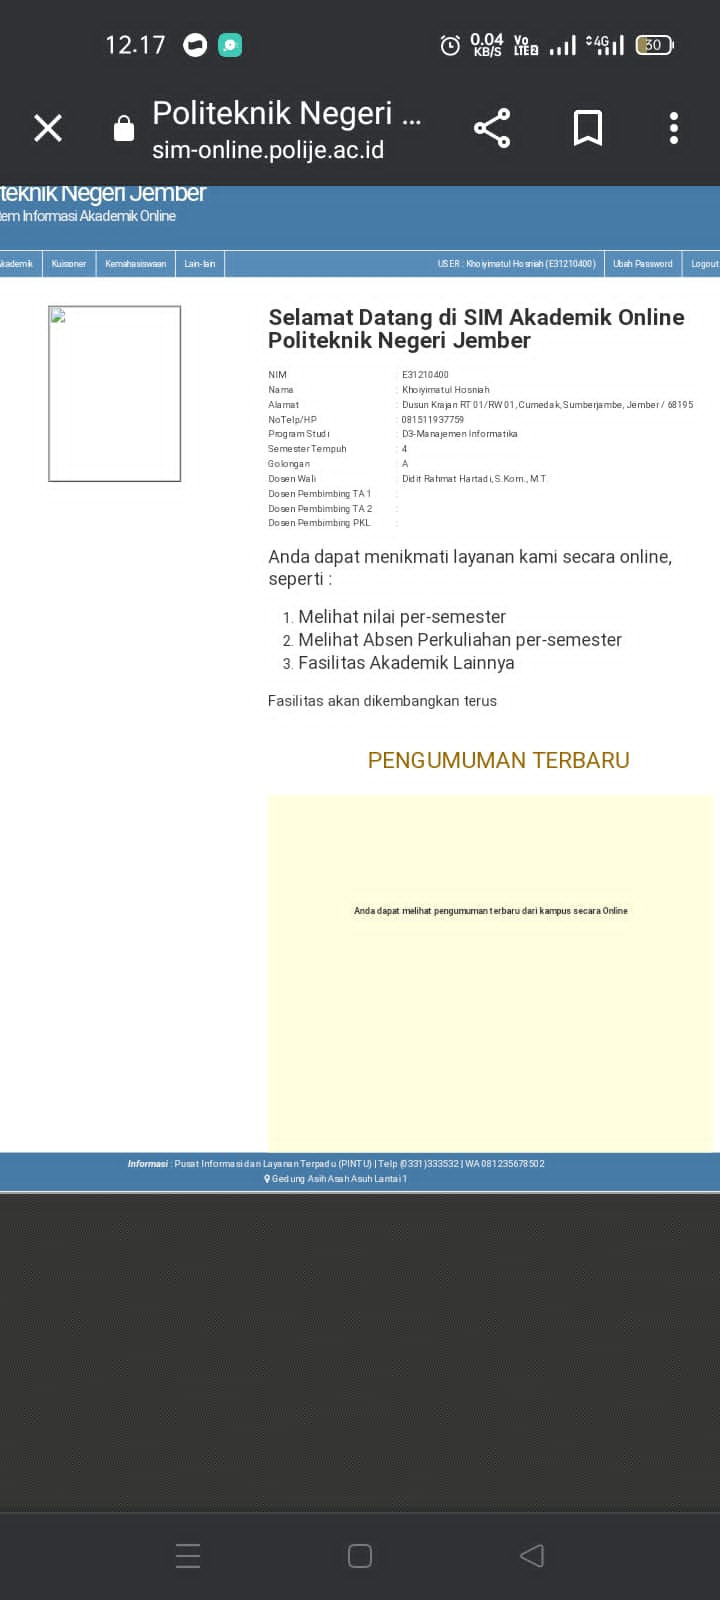 12.17
0.04
KB/S
Vo
LTE2
4G
30
Politeknik Negeri ...
sim-online.polije.ac.id
teknik Negeri Jember
tem Informasi Akademik Online
kademik
Kuisioner
Kemahasiswaan
Lain-lain
USER : Khoiyimatul Hosniah (E31210400)
Ubah Password
Logout
Selamat Datang di SIM Akademik Online
Politeknik Negeri Jember
NIM : E31210400
Nama : Khoiyimatul Hosniah
Alamat : Dusun Krajan RT 01/RW 01, Cumedak, Sumberjambe, Jember / 68195
NoTelp/HP : 081511937759
Program Studi : D3-Manajemen Informatika
Semester Tempuh : 4
Golongan : A
Dosen Wali : Didit Rahmat Hartadi, S.Kom., M.T.
Dosen Pembimbing TA 1 :
Dosen Pembimbing TA 2 :
Dosen Pembimbing PKL :
Anda dapat menikmati layanan kami secara online,
seperti :
1. Melihat nilai per-semester
2. Melihat Absen Perkuliahan per-semester
3. Fasilitas Akademik Lainnya
Fasilitas akan dikembangkan terus
PENGUMUMAN TERBARU
Anda dapat melihat pengumuman terbaru dari kampus secara Online
Informasi : Pusat Informasi dan Layanan Terpadu (PINTU) | Telp (0331)333532 | WA 081235678502
Gedung Asih Asah Asuh Lantai 1